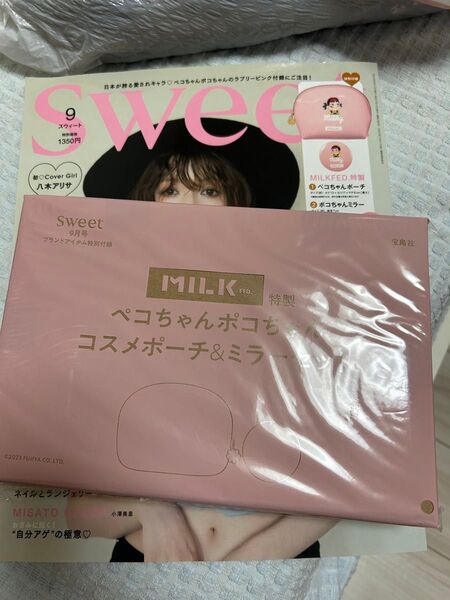 日本が誇る愛されキャラ♡ペコちゃんポコちゃんのラブリーピンク付録にご注目！
Sweet
9
スウィート
特別価格
1350円
初♡Cover Girl
八木アリサ
MILKFED.特製
1 ペコちゃんポーチ
2 ポコちゃんミラー
sweet
9月号
ブランドアイテム特別付録
宝島社
MILKFED.
特製
ペコちゃんポコちゃん
コスメポーチ&ミラー
©2023 FUJIYA CO.,LTD.
ネイルとランジェリー
MISATO
小澤美里
"自分アゲ"の極意♡